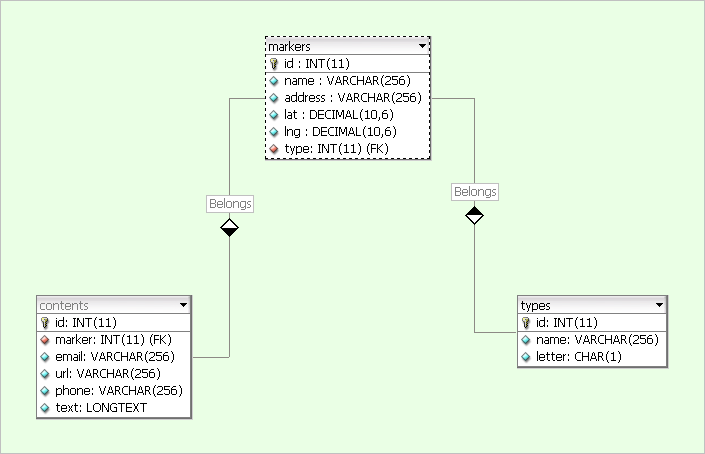 markers
id : INT(11)
name : VARCHAR(256)
address : VARCHAR(256)
lat : DECIMAL(10,6)
lng : DECIMAL(10,6)
type: INT(11) (FK)
Belongs
Belongs
contents
id: INT(11)
marker: INT(11) (FK)
email: VARCHAR(256)
url: VARCHAR(256)
phone: VARCHAR(256)
text: LONGTEXT
types
id: INT(11)
name: VARCHAR(256)
letter: CHAR(1)